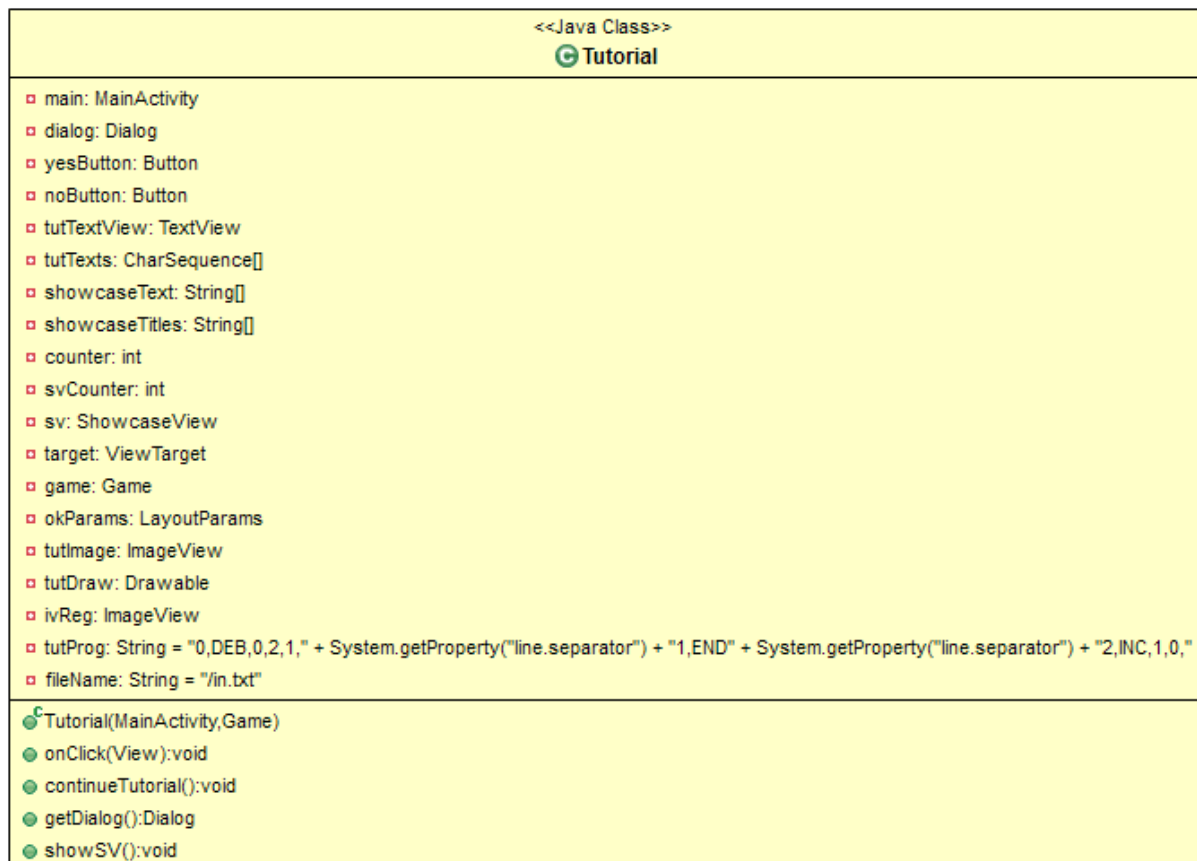 <<Java Class>>
C Tutorial
main: MainActivity
dialog: Dialog
yesButton: Button
noButton: Button
tutTextView: TextView
tutTexts: CharSequence[]
showcaseText: String[]
showcaseTitles: String[]
counter: int
svCounter: int
sv: ShowcaseView
target: ViewTarget
game: Game
okParams: LayoutParams
tutImage: ImageView
tutDraw: Drawable
ivReg: ImageView
tutProg: String = "0,DEB,0,2,1," + System.getProperty("line.separator") + "1,END" + System.getProperty("line.separator") + "2,INC,1,0,"
fileName: String = "/in.txt"
C Tutorial(MainActivity,Game)
onClick(View):void
continueTutorial():void
getDialog():Dialog
showSV():void